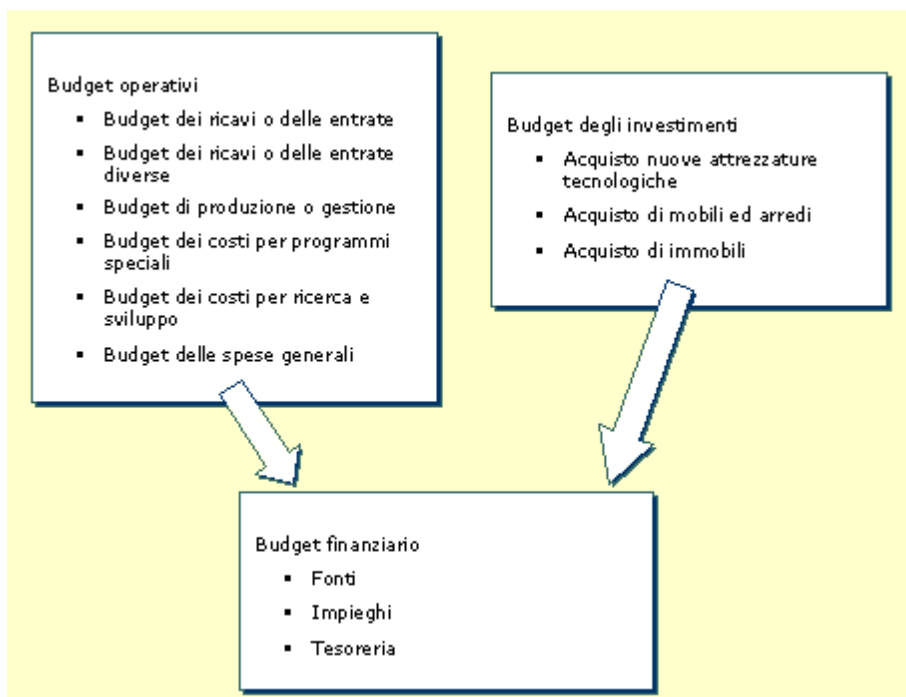 Budget operativi
▪ Budget dei ricavi o delle entrate
▪ Budget dei ricavi o delle entrate
diverse
▪ Budget di produzione o gestione
▪ Budget dei costi per programmi
speciali
▪ Budget dei costi per ricerca e
sviluppo
▪ Budget delle spese generali
Budget degli investimenti
▪ Acquisto nuove attrezzature
tecnologiche
▪ Acquisto di mobili ed arredi
▪ Acquisto di immobili
Budget finanziario
▪ Fonti
▪ Impieghi
▪ Tesoreria